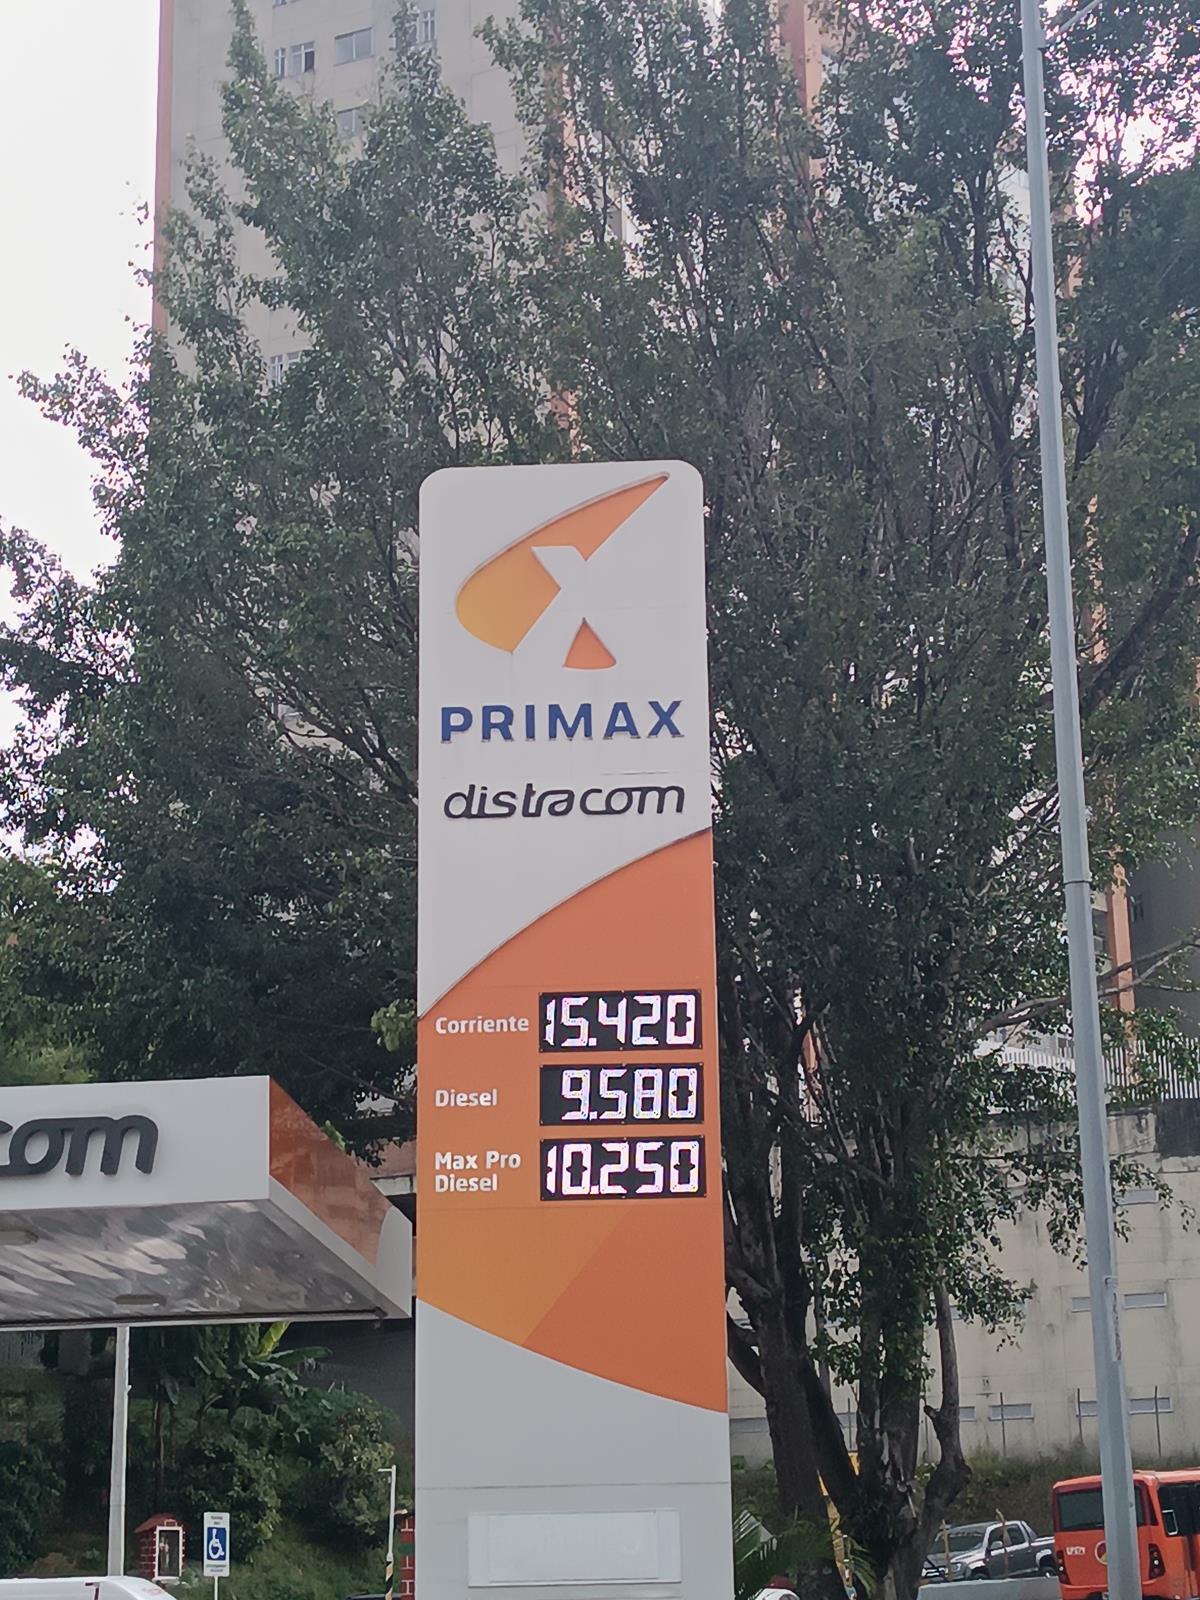 PRIMAX
distracom
Corriente 15.420
Diesel 9.580
Max Pro
Diesel 10.250
com